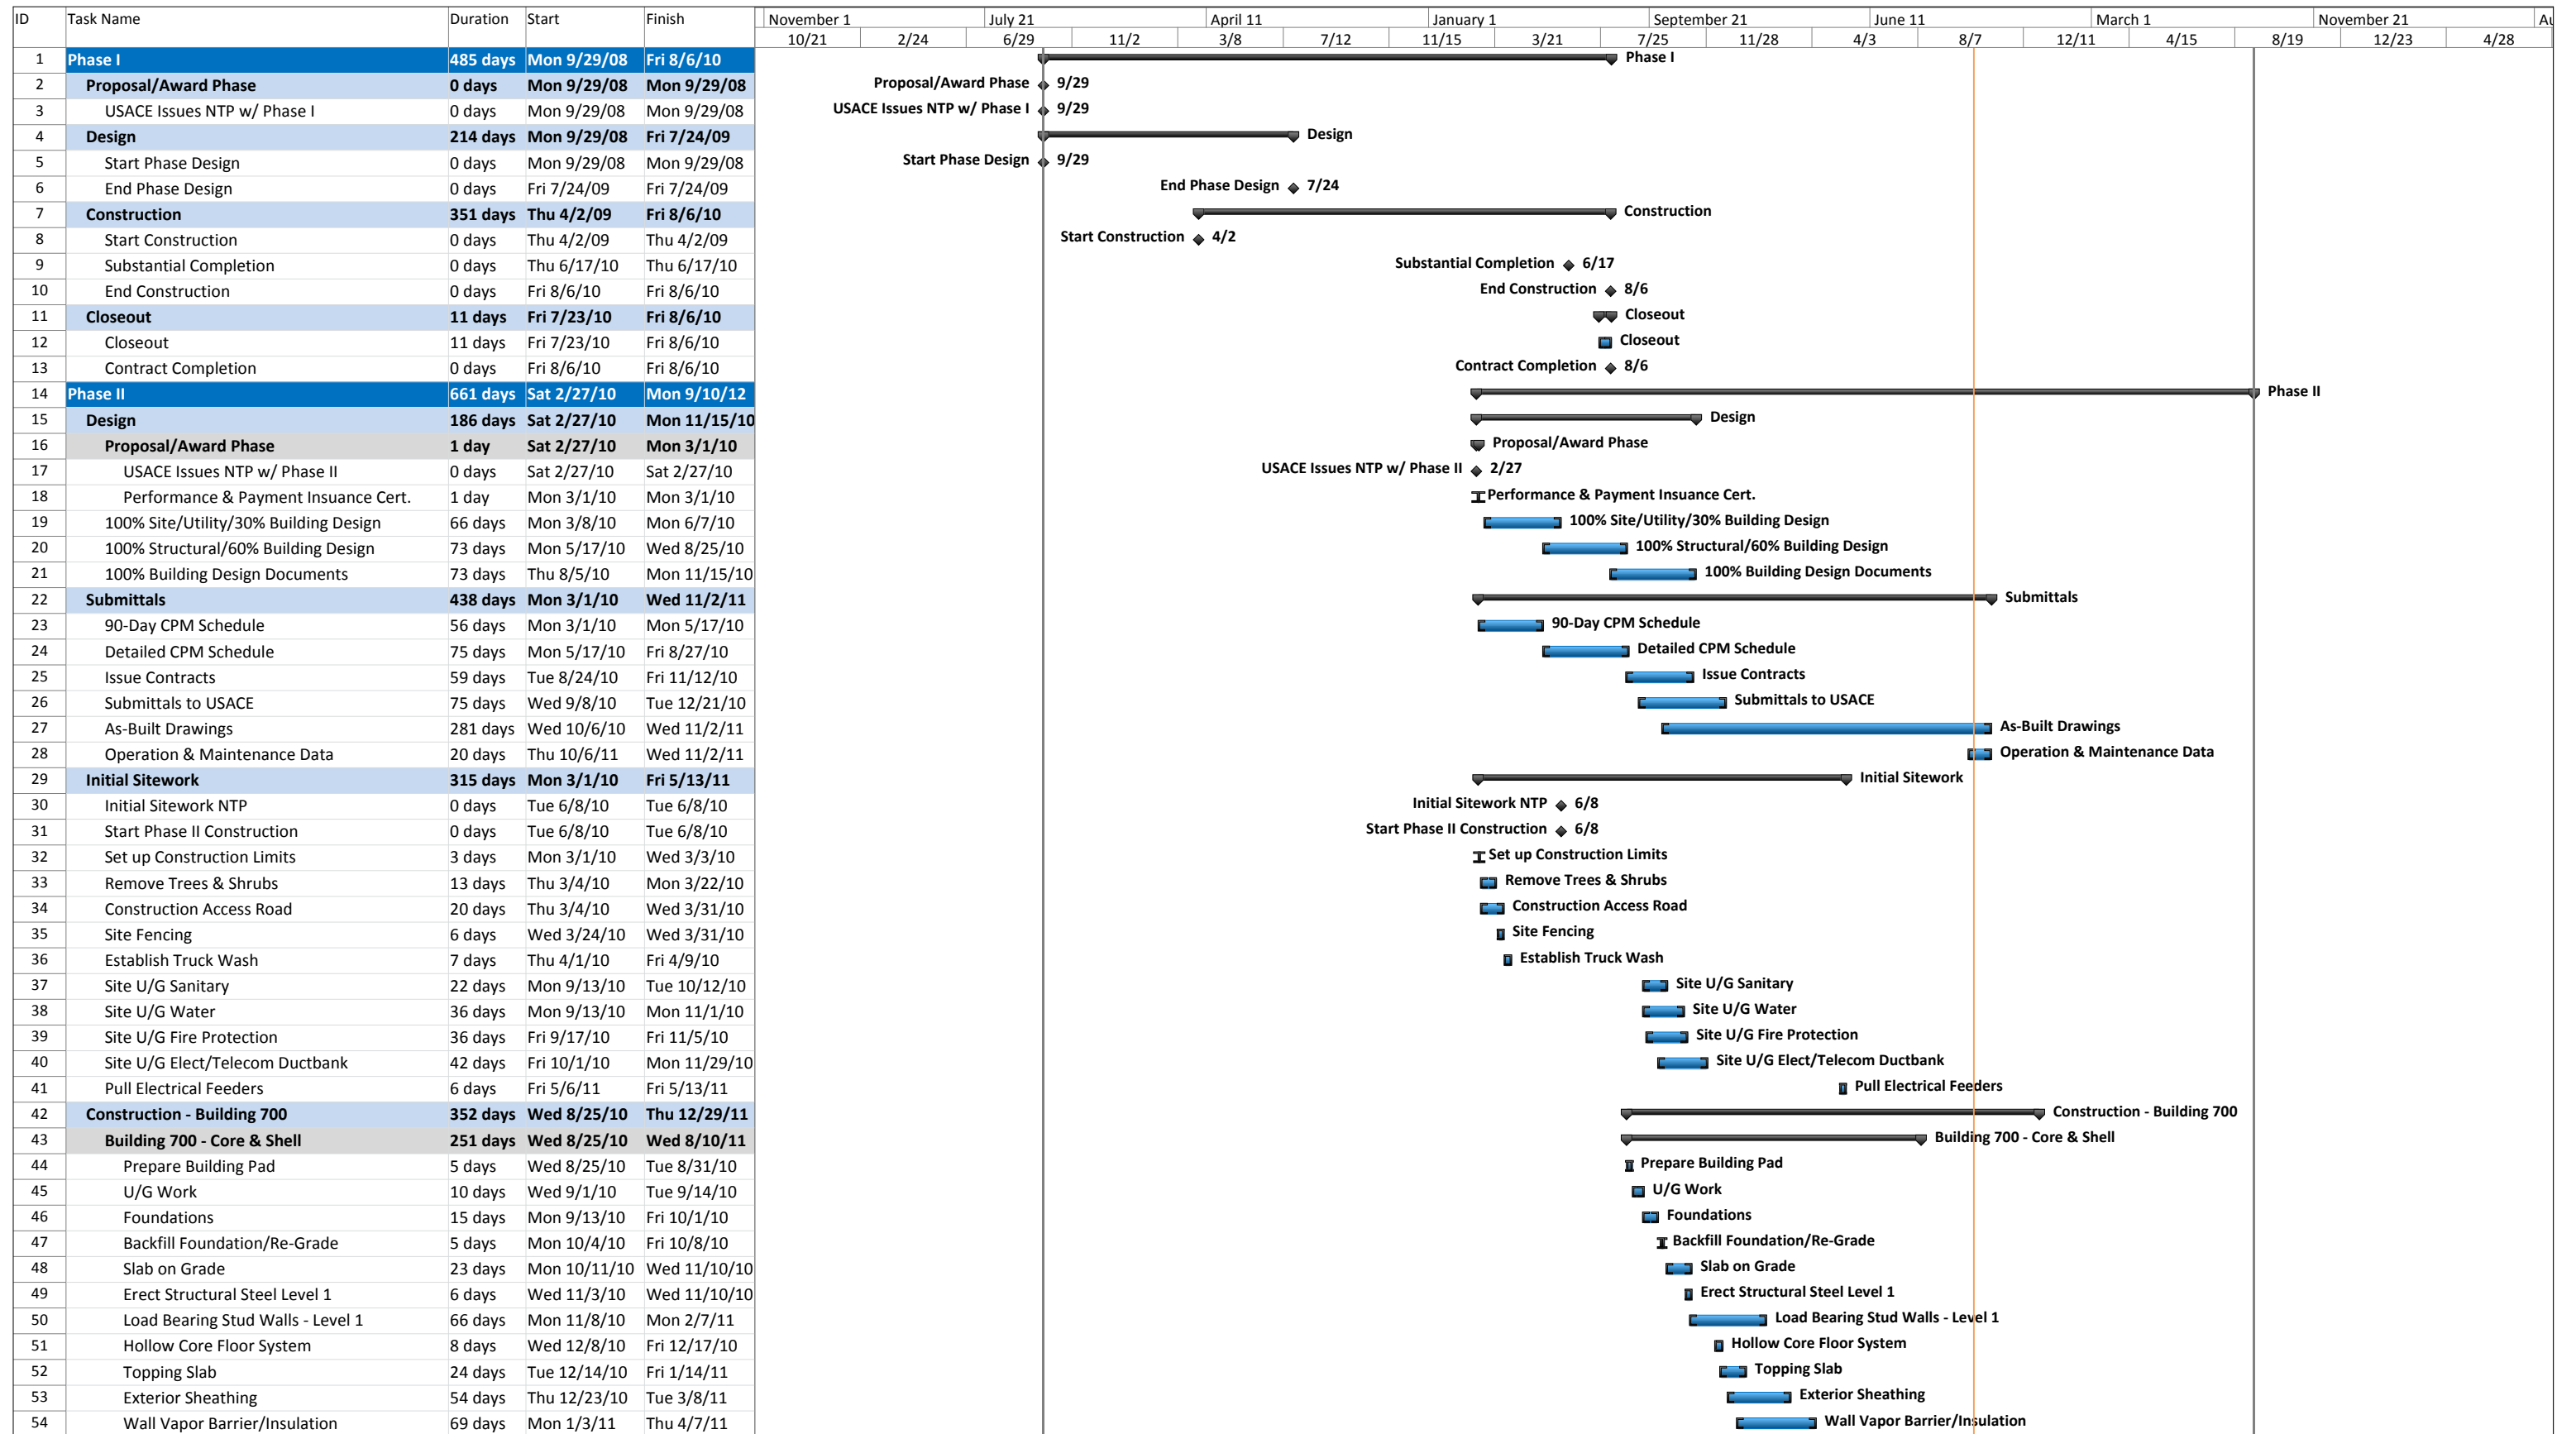 ID Task Name Duration Start Finish November 1 July 21 April 11 January 1 September 21 June 11 March 1 November 21 Au
10/21 2/24 6/29 11/2 3/8 7/12 11/15 3/21 7/25 11/28 4/3 8/7 12/11 4/15 8/19 12/23 4/28
1 Phase I 485 days Mon 9/29/08 Fri 8/6/10 Phase I
2 Proposal/Award Phase 0 days Mon 9/29/08 Mon 9/29/08 Proposal/Award Phase 9/29
3 USACE Issues NTP w/ Phase I 0 days Mon 9/29/08 Mon 9/29/08 USACE Issues NTP w/ Phase I 9/29
4 Design 214 days Mon 9/29/08 Fri 7/24/09 Design
5 Start Phase Design 0 days Mon 9/29/08 Mon 9/29/08 Start Phase Design 9/29
6 End Phase Design 0 days Fri 7/24/09 Fri 7/24/09 End Phase Design 7/24
7 Construction 351 days Thu 4/2/09 Fri 8/6/10 Construction
8 Start Construction 0 days Thu 4/2/09 Thu 4/2/09 Start Construction 4/2
9 Substantial Completion 0 days Thu 6/17/10 Thu 6/17/10 Substantial Completion 6/17
10 End Construction 0 days Fri 8/6/10 Fri 8/6/10 End Construction 8/6
11 Closeout 11 days Fri 7/23/10 Fri 8/6/10 Closeout
12 Closeout 11 days Fri 7/23/10 Fri 8/6/10 Closeout
13 Contract Completion 0 days Fri 8/6/10 Fri 8/6/10 Contract Completion 8/6
14 Phase II 661 days Sat 2/27/10 Mon 9/10/12 Phase II
15 Design 186 days Sat 2/27/10 Mon 11/15/10 Design
16 Proposal/Award Phase 1 day Sat 2/27/10 Mon 3/1/10 Proposal/Award Phase
17 USACE Issues NTP w/ Phase II 0 days Sat 2/27/10 Sat 2/27/10 USACE Issues NTP w/ Phase II 2/27
18 Performance & Payment Insuance Cert. 1 day Mon 3/1/10 Mon 3/1/10 Performance & Payment Insuance Cert.
19 100% Site/Utility/30% Building Design 66 days Mon 3/8/10 Mon 6/7/10 100% Site/Utility/30% Building Design
20 100% Structural/60% Building Design 73 days Mon 5/17/10 Wed 8/25/10 100% Structural/60% Building Design
21 100% Building Design Documents 73 days Thu 8/5/10 Mon 11/15/10 100% Building Design Documents
22 Submittals 438 days Mon 3/1/10 Wed 11/2/11 Submittals
23 90-Day CPM Schedule 56 days Mon 3/1/10 Mon 5/17/10 90-Day CPM Schedule
24 Detailed CPM Schedule 75 days Mon 5/17/10 Fri 8/27/10 Detailed CPM Schedule
25 Issue Contracts 59 days Tue 8/24/10 Fri 11/12/10 Issue Contracts
26 Submittals to USACE 75 days Wed 9/8/10 Tue 12/21/10 Submittals to USACE
27 As-Built Drawings 281 days Wed 10/6/10 Wed 11/2/11 As-Built Drawings
28 Operation & Maintenance Data 20 days Thu 10/6/11 Wed 11/2/11 Operation & Maintenance Data
29 Initial Sitework 315 days Mon 3/1/10 Fri 5/13/11 Initial Sitework
30 Initial Sitework NTP 0 days Tue 6/8/10 Tue 6/8/10 Initial Sitework NTP 6/8
31 Start Phase II Construction 0 days Tue 6/8/10 Tue 6/8/10 Start Phase II Construction 6/8
32 Set up Construction Limits 3 days Mon 3/1/10 Wed 3/3/10 Set up Construction Limits
33 Remove Trees & Shrubs 13 days Thu 3/4/10 Mon 3/22/10 Remove Trees & Shrubs
34 Construction Access Road 20 days Thu 3/4/10 Wed 3/31/10 Construction Access Road
35 Site Fencing 6 days Wed 3/24/10 Wed 3/31/10 Site Fencing
36 Establish Truck Wash 7 days Thu 4/1/10 Fri 4/9/10 Establish Truck Wash
37 Site U/G Sanitary 22 days Mon 9/13/10 Tue 10/12/10 Site U/G Sanitary
38 Site U/G Water 36 days Mon 9/13/10 Mon 11/1/10 Site U/G Water
39 Site U/G Fire Protection 36 days Fri 9/17/10 Fri 11/5/10 Site U/G Fire Protection
40 Site U/G Elect/Telecom Ductbank 42 days Fri 10/1/10 Mon 11/29/10 Site U/G Elect/Telecom Ductbank
41 Pull Electrical Feeders 6 days Fri 5/6/11 Fri 5/13/11 Pull Electrical Feeders
42 Construction - Building 700 352 days Wed 8/25/10 Thu 12/29/11 Construction - Building 700
43 Building 700 - Core & Shell 251 days Wed 8/25/10 Wed 8/10/11 Building 700 - Core & Shell
44 Prepare Building Pad 5 days Wed 8/25/10 Tue 8/31/10 Prepare Building Pad
45 U/G Work 10 days Wed 9/1/10 Tue 9/14/10 U/G Work
46 Foundations 15 days Mon 9/13/10 Fri 10/1/10 Foundations
47 Backfill Foundation/Re-Grade 5 days Mon 10/4/10 Fri 10/8/10 Backfill Foundation/Re-Grade
48 Slab on Grade 23 days Mon 10/11/10 Wed 11/10/10 Slab on Grade
49 Erect Structural Steel Level 1 6 days Wed 11/3/10 Wed 11/10/10 Erect Structural Steel Level 1
50 Load Bearing Stud Walls - Level 1 66 days Mon 11/8/10 Mon 2/7/11 Load Bearing Stud Walls - Level 1
51 Hollow Core Floor System 8 days Wed 12/8/10 Fri 12/17/10 Hollow Core Floor System
52 Topping Slab 24 days Tue 12/14/10 Fri 1/14/11 Topping Slab
53 Exterior Sheathing 54 days Thu 12/23/10 Tue 3/8/11 Exterior Sheathing
54 Wall Vapor Barrier/Insulation 69 days Mon 1/3/11 Thu 4/7/11 Wall Vapor Barrier/Insulation